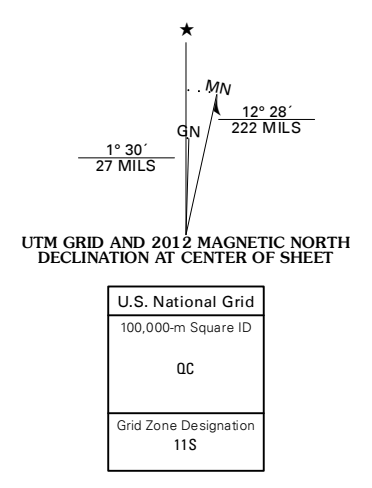 MN
12° 28´
222 MILS
GN
1° 30´
27 MILS
UTM GRID AND 2012 MAGNETIC NORTH
DECLINATION AT CENTER OF SHEET
U.S. National Grid
100,000-m Square ID
QC
Grid Zone Designation
11S